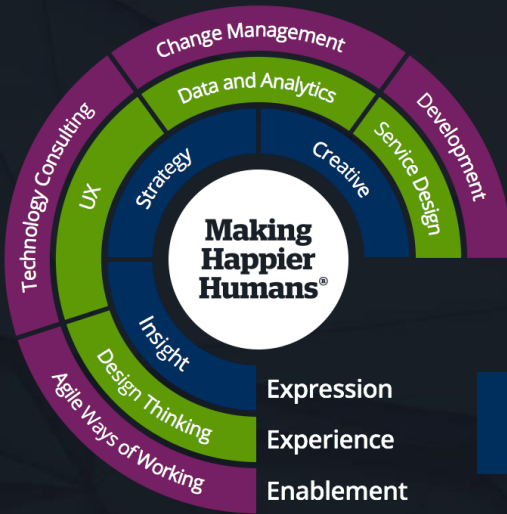 Change Management
Data and Analytics
Technology Consulting
Development
Service Design
UX
Strategy
Creative
Making
Happier
Humans®
Insight
Design Thinking
Agile Ways of Working
Expression
Experience
Enablement